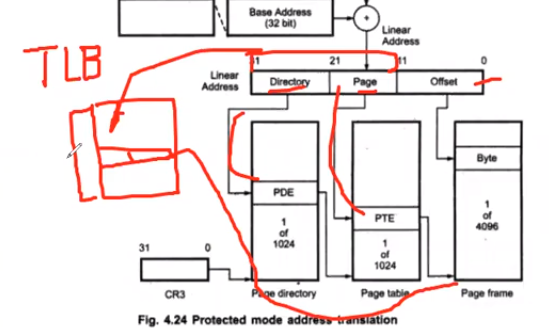 Base Address
(32 bit)
+
Linear
Address
TLB
31 21 11 0
Linear
Address
Directory Page Offset
Byte
PDE
PTE
1
of
1024
1
of
1024
1
of
4096
31 0
CR3 Page directory Page table Page frame
Fig. 4.24 Protected mode address translation